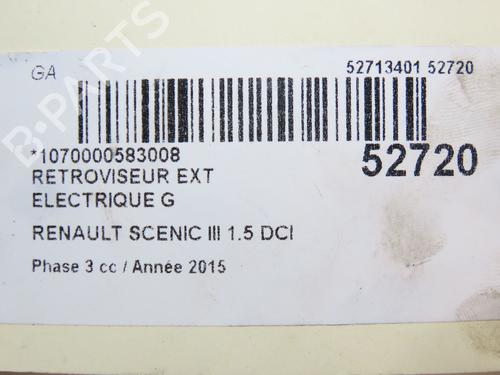 GA
52713401 52720
*1070000583008
52720
RETROVISEUR EXT
ELECTRIQUE G
RENAULT SCENIC III 1.5 DCI
Phase 3 cc / Année 2015
B-PARTS